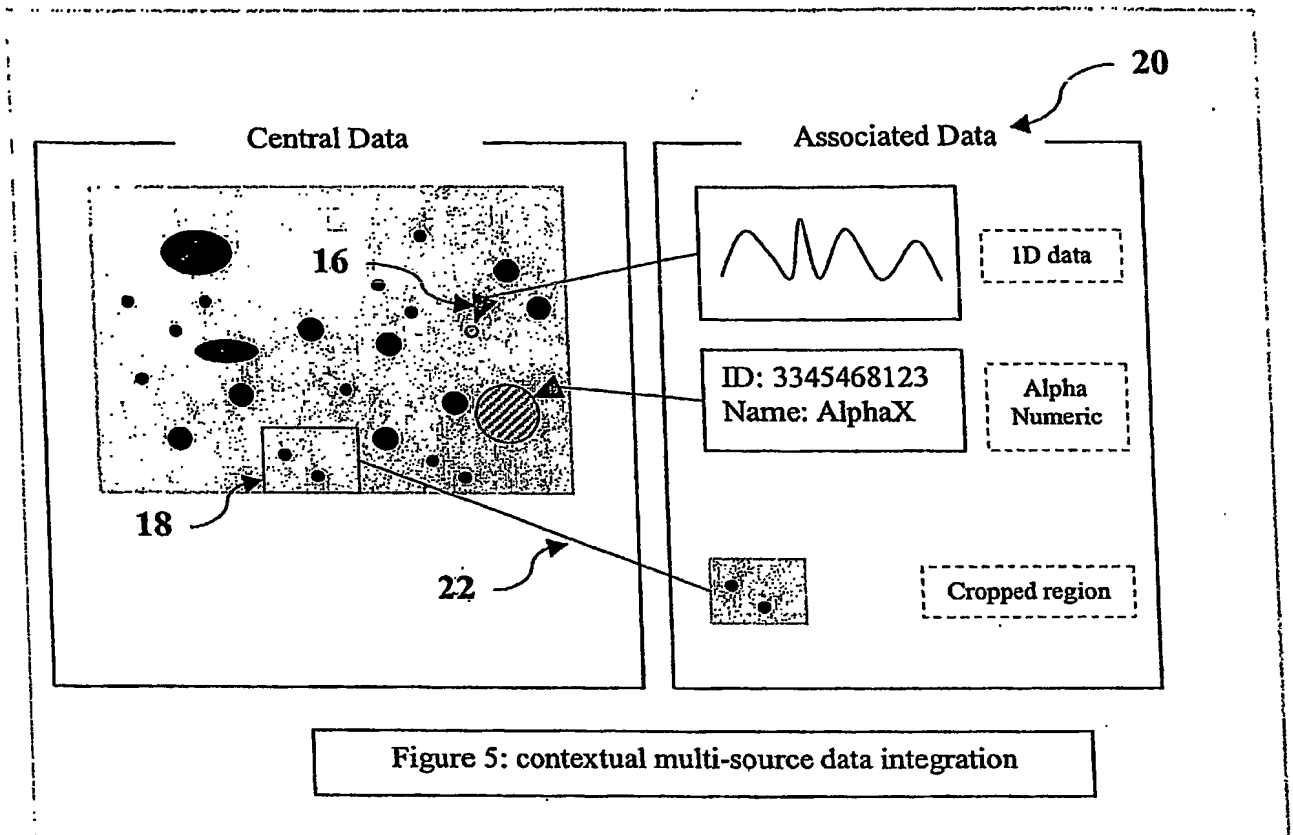 20
Central Data
Associated Data
16
1D data
ID: 3345468123
Name: AlphaX
Alpha
Numeric
18
22
Cropped region
Figure 5: contextual multi-source data integration